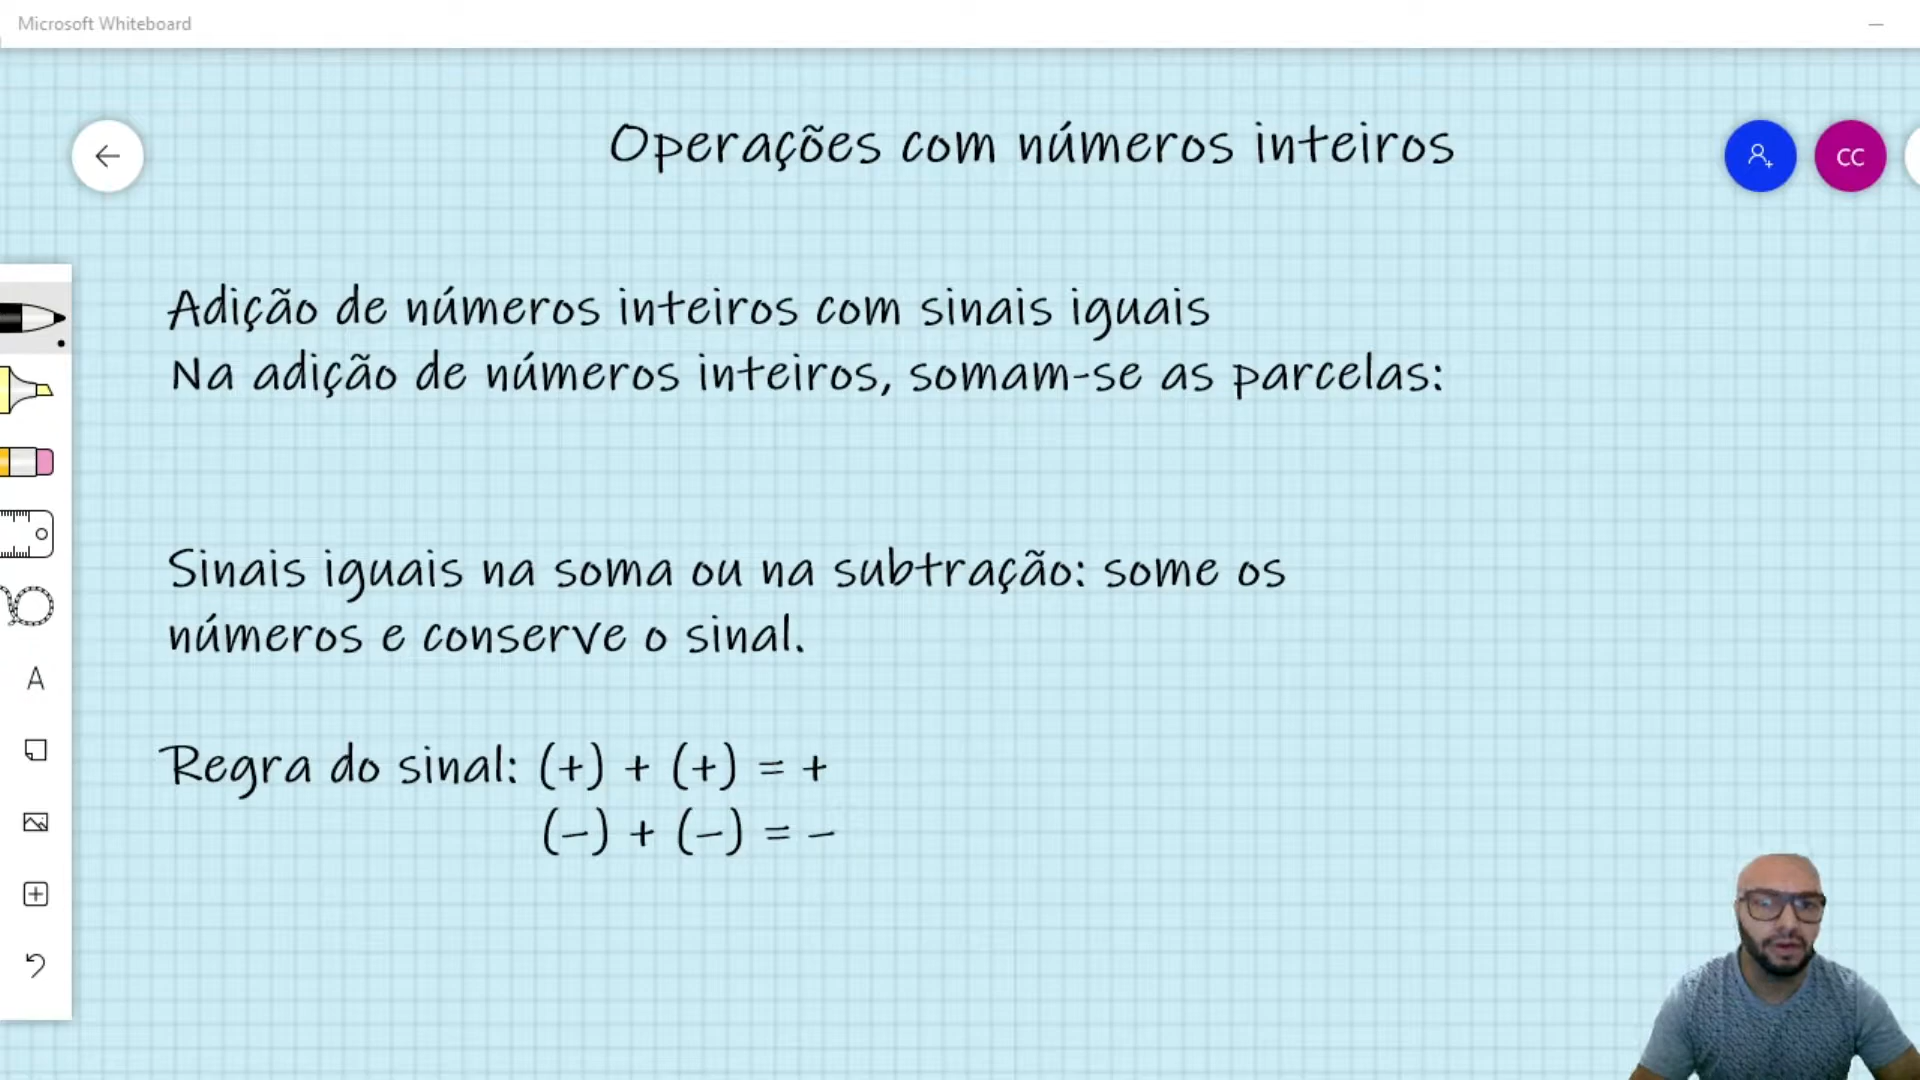 Microsoft Whiteboard
Operações com números inteiros
CC
Adição de números inteiros com sinais iguais
Na adição de números inteiros, somam-se as parcelas:
Sinais iguais na soma ou na subtração: some os
números e conserve o sinal.
A
Regra do sinal: (+) + (+) = +
(−) + (−) = −